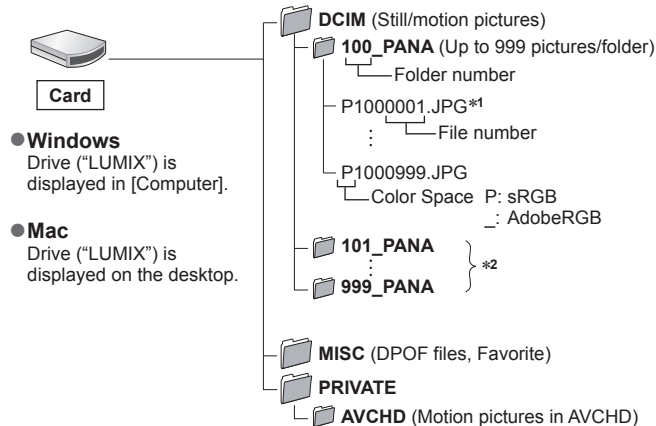 DCIM (Still/motion pictures)
100_PANA (Up to 999 pictures/folder)
Folder number
P1000001.JPG*1
File number
⋮
P1000999.JPG
Color Space P: sRGB
_: AdobeRGB
101_PANA
⋮
*2
999_PANA
MISC (DPOF files, Favorite)
PRIVATE
AVCHD (Motion pictures in AVCHD)
Card
●Windows
Drive (“LUMIX”) is
displayed in [Computer].
●Mac
Drive (“LUMIX”) is
displayed on the desktop.